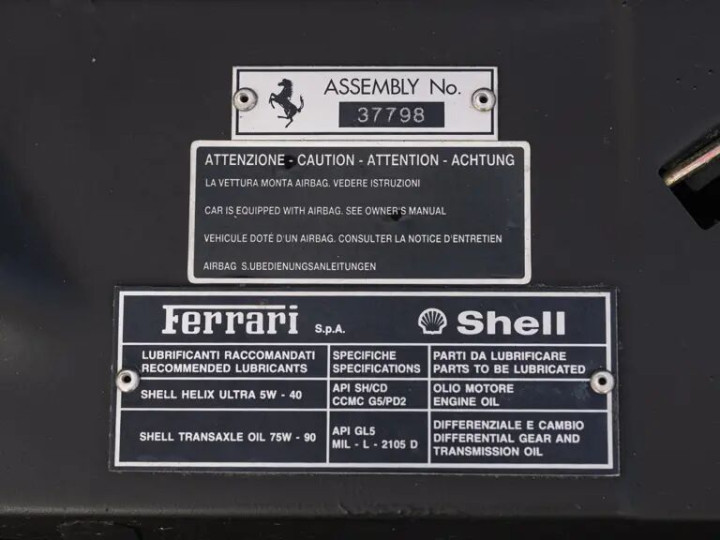 ASSEMBLY No.
37798
ATTENZIONE - CAUTION - ATTENTION - ACHTUNG
LA VETTURA MONTA AIRBAG. VEDERE ISTRUZIONI
CAR IS EQUIPPED WITH AIRBAG. SEE OWNER'S MANUAL
VEHICULE DOTÉ D'UN AIRBAG. CONSULTER LA NOTICE D'ENTRETIEN
AIRBAG S.UBEDIENUNGSANLEITUNGEN
Ferrari S.p.A. Shell
LUBRIFICANTI RACCOMANDATI
RECOMMENDED LUBRICANTS
SPECIFICHE
SPECIFICATIONS
PARTI DA LUBRIFICARE
PARTS TO BE LUBRICATED
SHELL HELIX ULTRA 5W - 40
API SH/CD
CCMC G5/PD2
OLIO MOTORE
ENGINE OIL
SHELL TRANSAXLE OIL 75W - 90
API GL5
MIL - L - 2105 D
DIFFERENZIALE E CAMBIO
DIFFERENTIAL GEAR AND
TRANSMISSION OIL